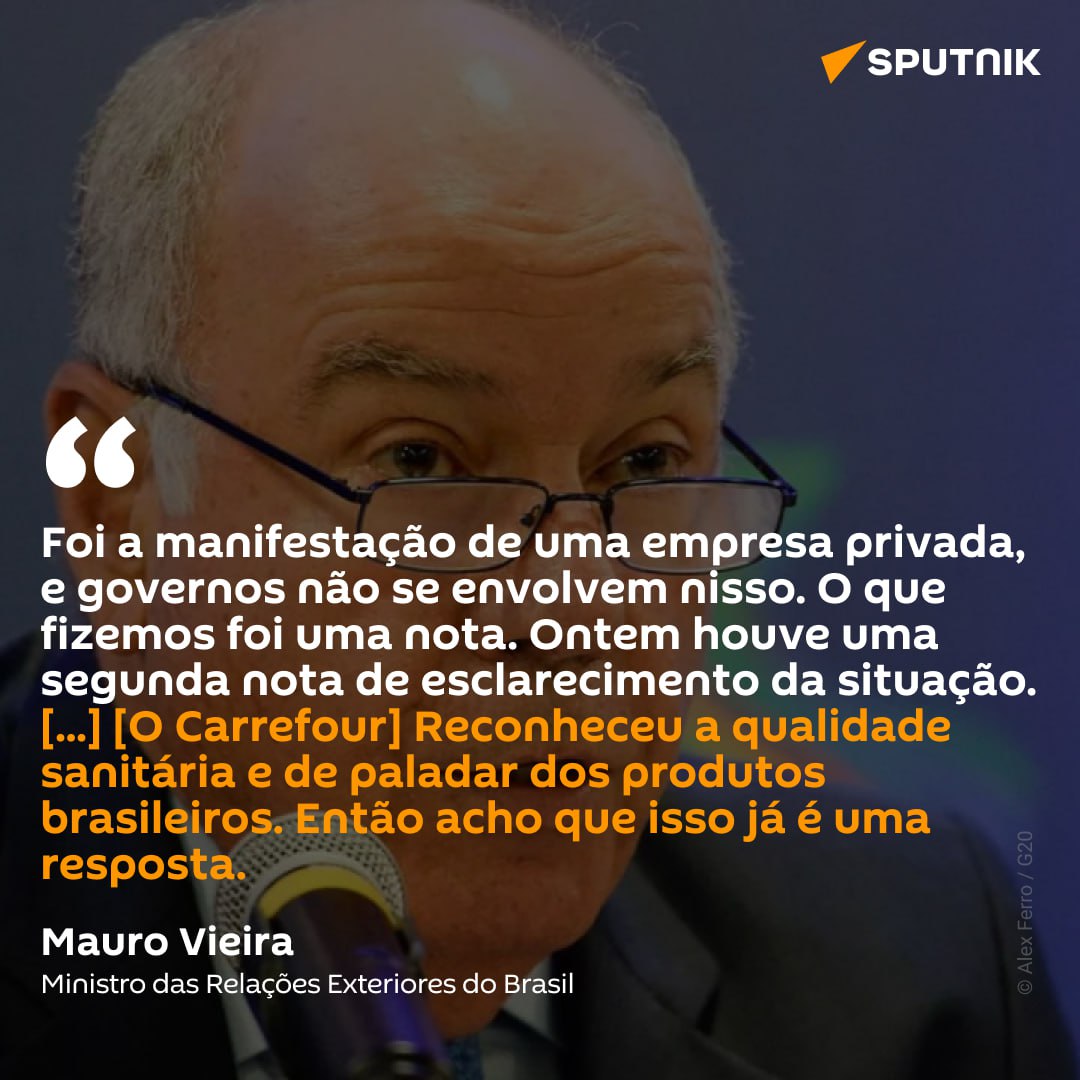 SPUTNIK
“
Foi a manifestação de uma empresa privada,
e governos não se envolvem nisso. O que
fizemos foi uma nota. Ontem houve uma
segunda nota de esclarecimento da situação.
[...] [O Carrefour] Reconheceu a qualidade
sanitária e de paladar dos produtos
brasileiros. Então acho que isso já é uma
resposta.
Mauro Vieira
Ministro das Relações Exteriores do Brasil
© Alex Ferro / G20